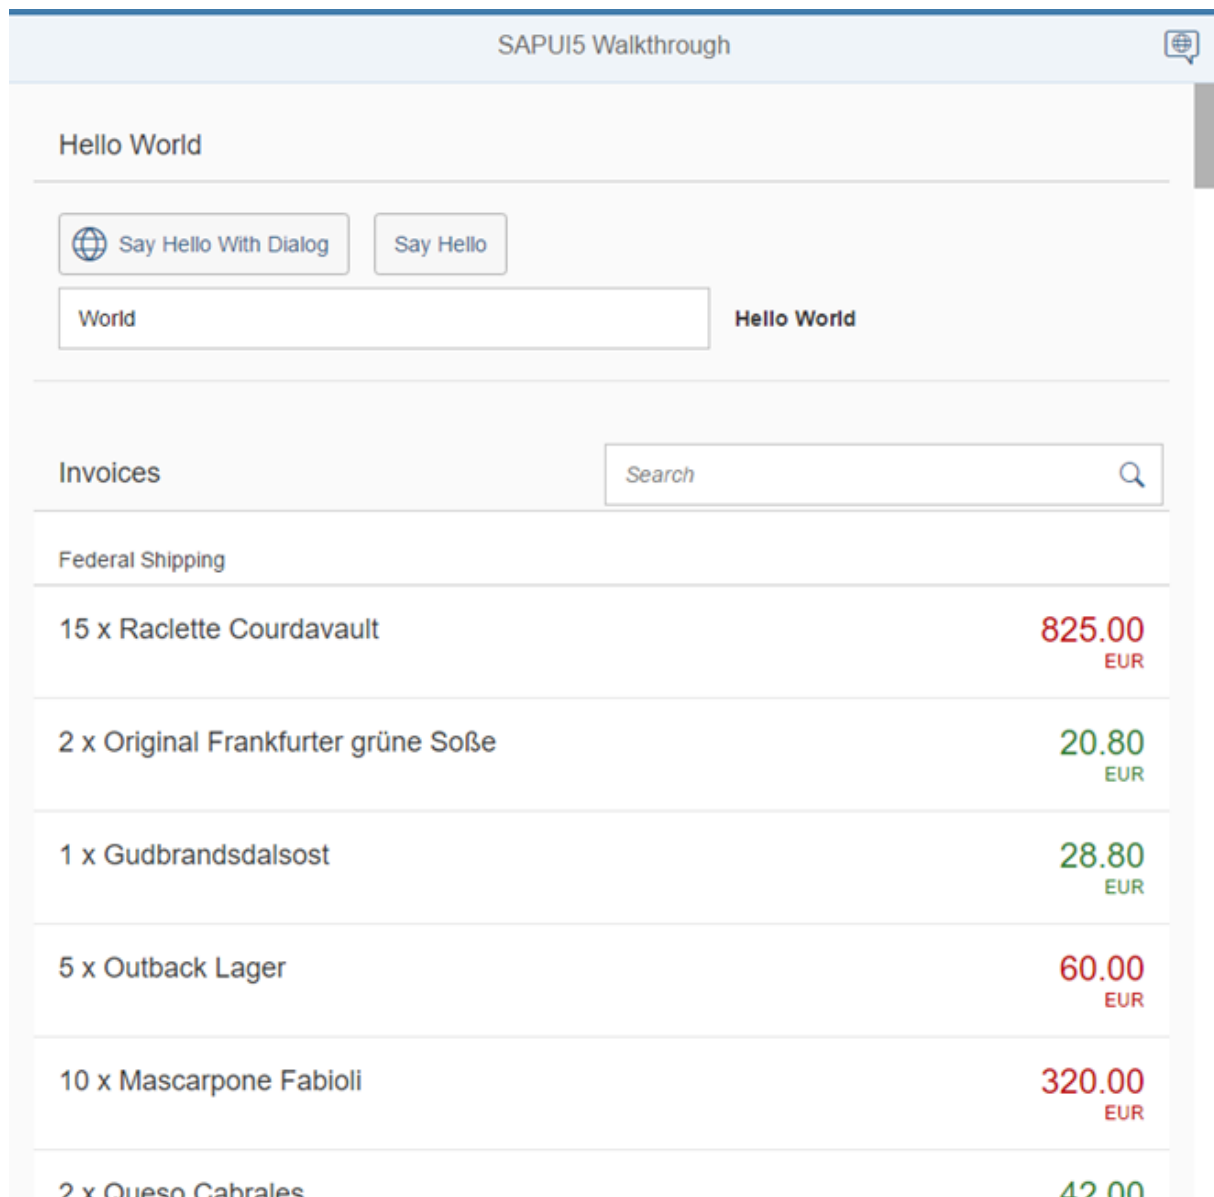 SAPUI5 Walkthrough
Hello World
Say Hello With Dialog Say Hello
World Hello World
Invoices Search
Federal Shipping
15 x Raclette Courdavault 825.00
EUR
2 x Original Frankfurter grüne Soße 20.80
EUR
1 x Gudbrandsdalsost 28.80
EUR
5 x Outback Lager 60.00
EUR
10 x Mascarpone Fabioli 320.00
EUR
2 x Queso Cabrales 42.00